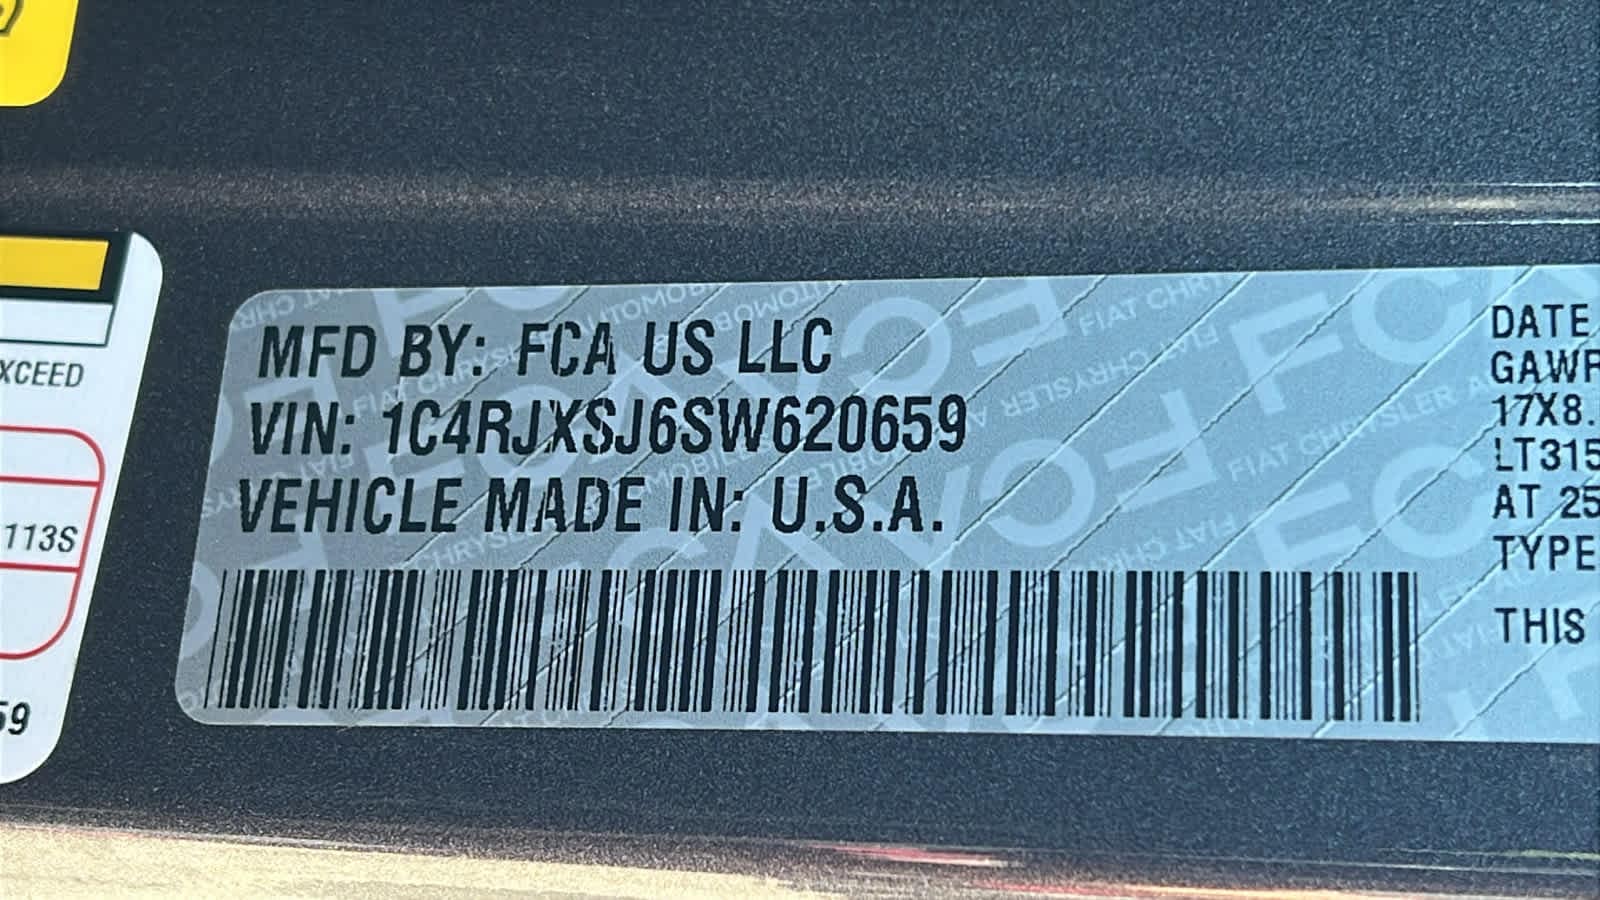 XCEED
113S
59
MFD BY: FCA US LLC
VIN: 1C4RJXSJ6SW620659
VEHICLE MADE IN: U.S.A.
DATE
GAWR
17X8.
LT315
AT 25
TYPE
THIS